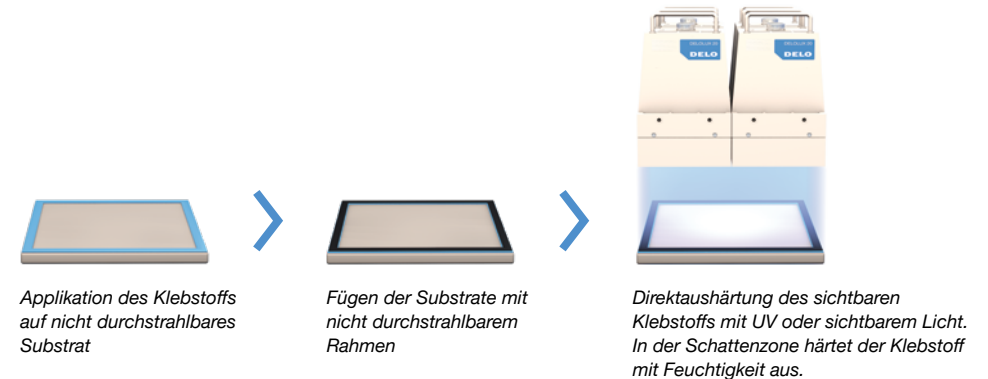 DELO
DELO
Applikation des Klebstoffs
auf nicht durchstrahlbares
Substrat
Fügen der Substrate mit
nicht durchstrahlbarem
Rahmen
Direktaushärtung des sichtbaren
Klebstoffs mit UV oder sichtbarem Licht.
In der Schattenzone härtet der Klebstoff
mit Feuchtigkeit aus.